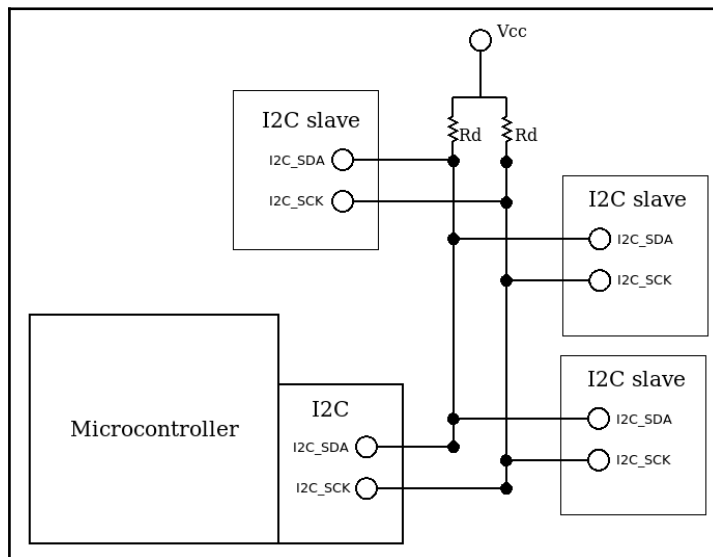 Vcc
Rd
Rd
I2C slave
I2C_SDA
I2C_SCK
I2C slave
I2C_SDA
I2C_SCK
Microcontroller
I2C
I2C_SDA
I2C_SCK
I2C slave
I2C_SDA
I2C_SCK